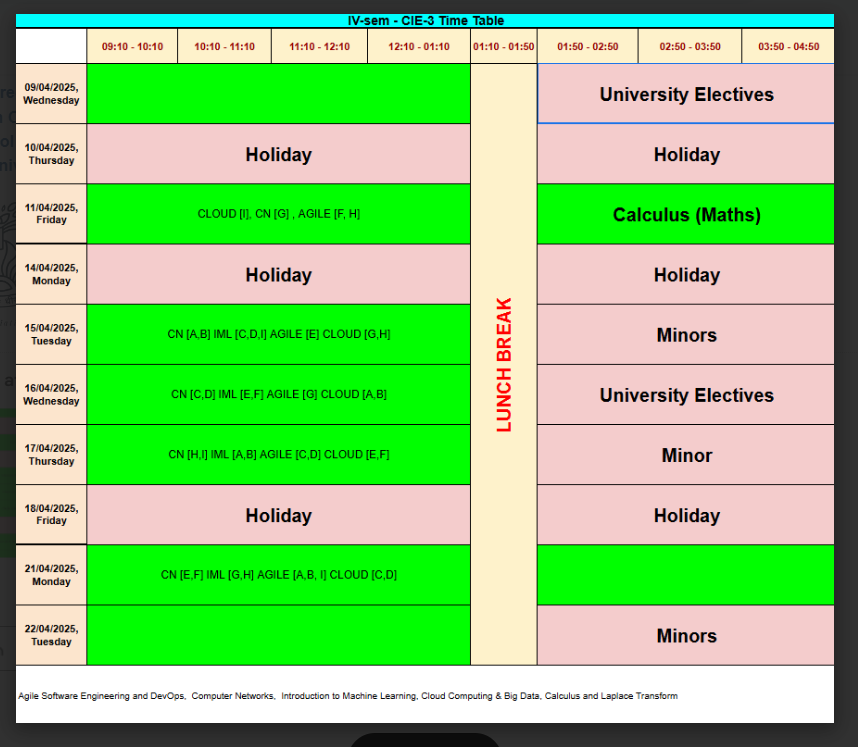 IV-sem - CIE-3 Time Table
09:10 - 10:10 10:10 - 11:10 11:10 - 12:10 12:10 - 01:10 01:10 - 01:50 01:50 - 02:50 02:50 - 03:50 03:50 - 04:50
09/04/2025,
Wednesday
University Electives
10/04/2025,
Thursday
Holiday
Holiday
11/04/2025,
Friday
CLOUD [I], CN [G] , AGILE [F, H]
Calculus (Maths)
14/04/2025,
Monday
Holiday
Holiday
LUNCH BREAK
15/04/2025,
Tuesday
CN [A,B] IML [C,D,I] AGILE [E] CLOUD [G,H]
Minors
16/04/2025,
Wednesday
CN [C,D] IML [E,F] AGILE [G] CLOUD [A,B]
University Electives
17/04/2025,
Thursday
CN [H,I] IML [A,B] AGILE [C,D] CLOUD [E,F]
Minor
18/04/2025,
Friday
Holiday
Holiday
21/04/2025,
Monday
CN [E,F] IML [G,H] AGILE [A,B, I] CLOUD [C,D]
22/04/2025,
Tuesday
Minors
Agile Software Engineering and DevOps, Computer Networks, Introduction to Machine Learning, Cloud Computing & Big Data, Calculus and Laplace Transform